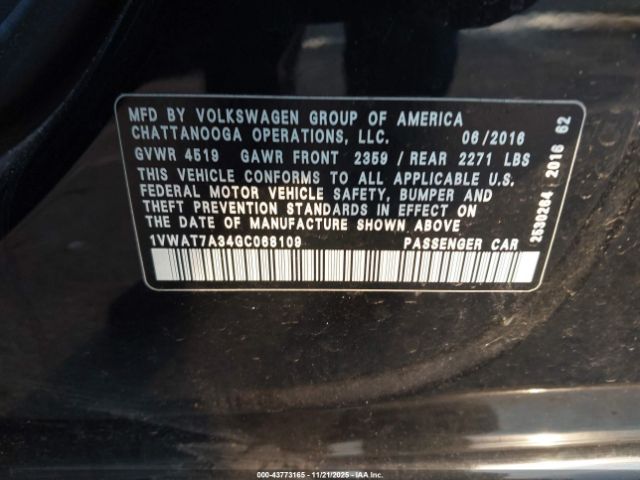 MFD BY VOLKSWAGEN GROUP OF AMERICA
CHATTANOOGA OPERATIONS, LLC. 06/2016
GVWR 4519 GAWR FRONT 2359 / REAR 2271 LBS
THIS VEHICLE CONFORMS TO ALL APPLICABLE U.S.
FEDERAL MOTOR VEHICLE SAFETY, BUMPER AND
THEFT PREVENTION STANDARDS IN EFFECT ON
THE DATE OF MANUFACTURE SHOWN ABOVE
1VWAT7A34GC068109 PASSENGER CAR
2530264 2016 62
000-43773165 - 11/21/2025 - IAA Inc.